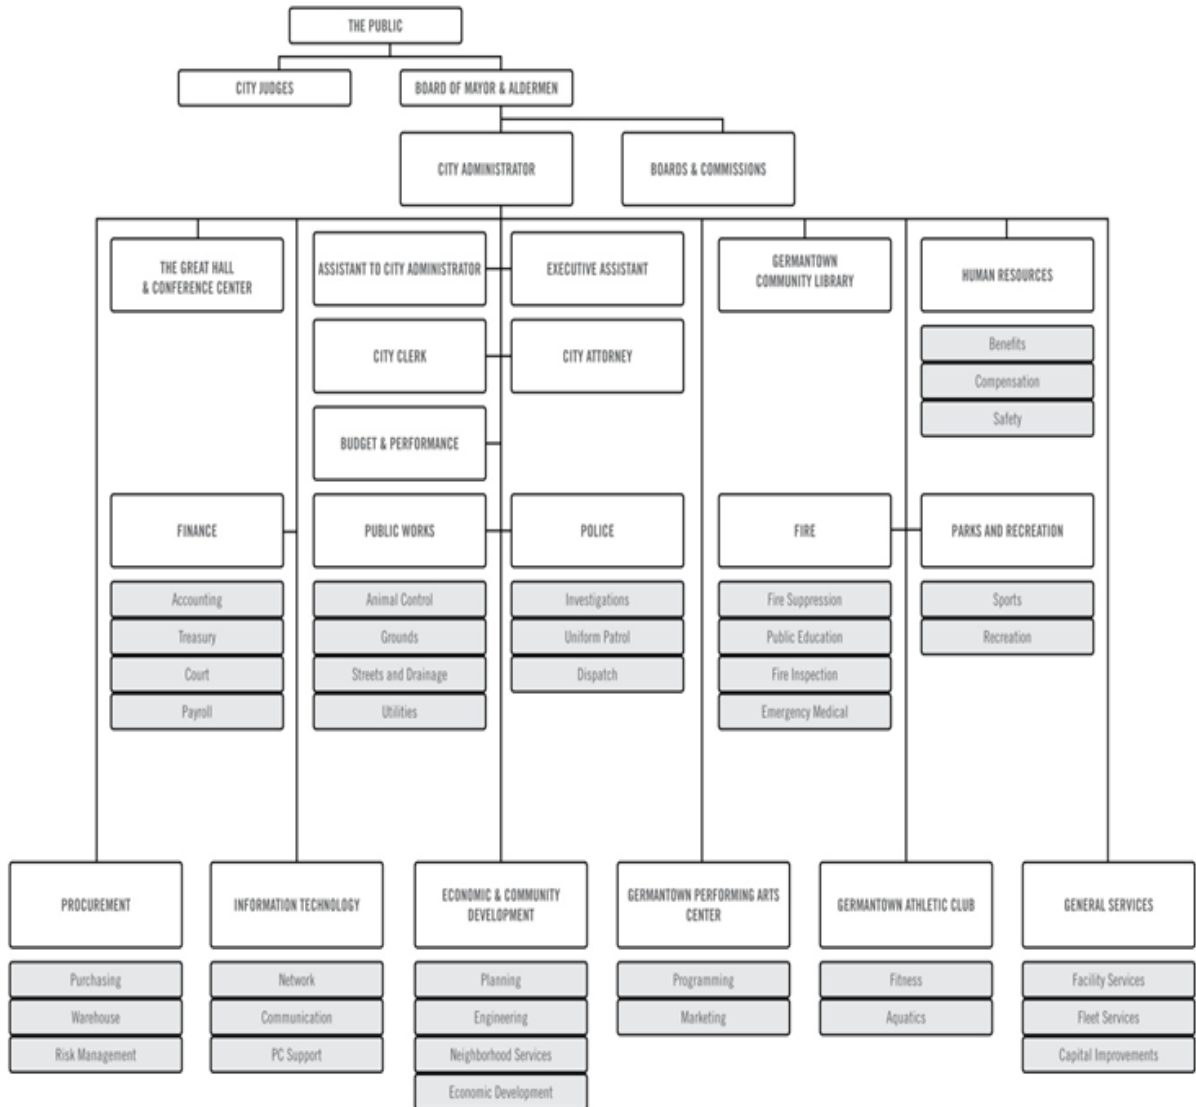 THE PUBLIC
CITY JUDGES
BOARD OF MAYOR & ALDERMEN
CITY ADMINISTRATOR
BOARDS & COMMISSIONS
THE GREAT HALL
& CONFERENCE CENTER
ASSISTANT TO CITY ADMINISTRATOR
EXECUTIVE ASSISTANT
GERMANTOWN
COMMUNITY LIBRARY
HUMAN RESOURCES
Benefits
Compensation
Safety
CITY CLERK
CITY ATTORNEY
BUDGET & PERFORMANCE
FINANCE
Accounting
Treasury
Court
Payroll
PUBLIC WORKS
Animal Control
Grounds
Streets and Drainage
Utilities
POLICE
Investigations
Uniform Patrol
Dispatch
FIRE
Fire Suppression
Public Education
Fire Inspection
Emergency Medical
PARKS AND RECREATION
Sports
Recreation
PROCUREMENT
Purchasing
Warehouse
Risk Management
INFORMATION TECHNOLOGY
Network
Communication
PC Support
ECONOMIC & COMMUNITY
DEVELOPMENT
Planning
Engineering
Neighborhood Services
Economic Development
GERMANTOWN PERFORMING ARTS
CENTER
Programming
Marketing
GERMANTOWN ATHLETIC CLUB
Fitness
Aquatics
GENERAL SERVICES
Facility Services
Fleet Services
Capital Improvements